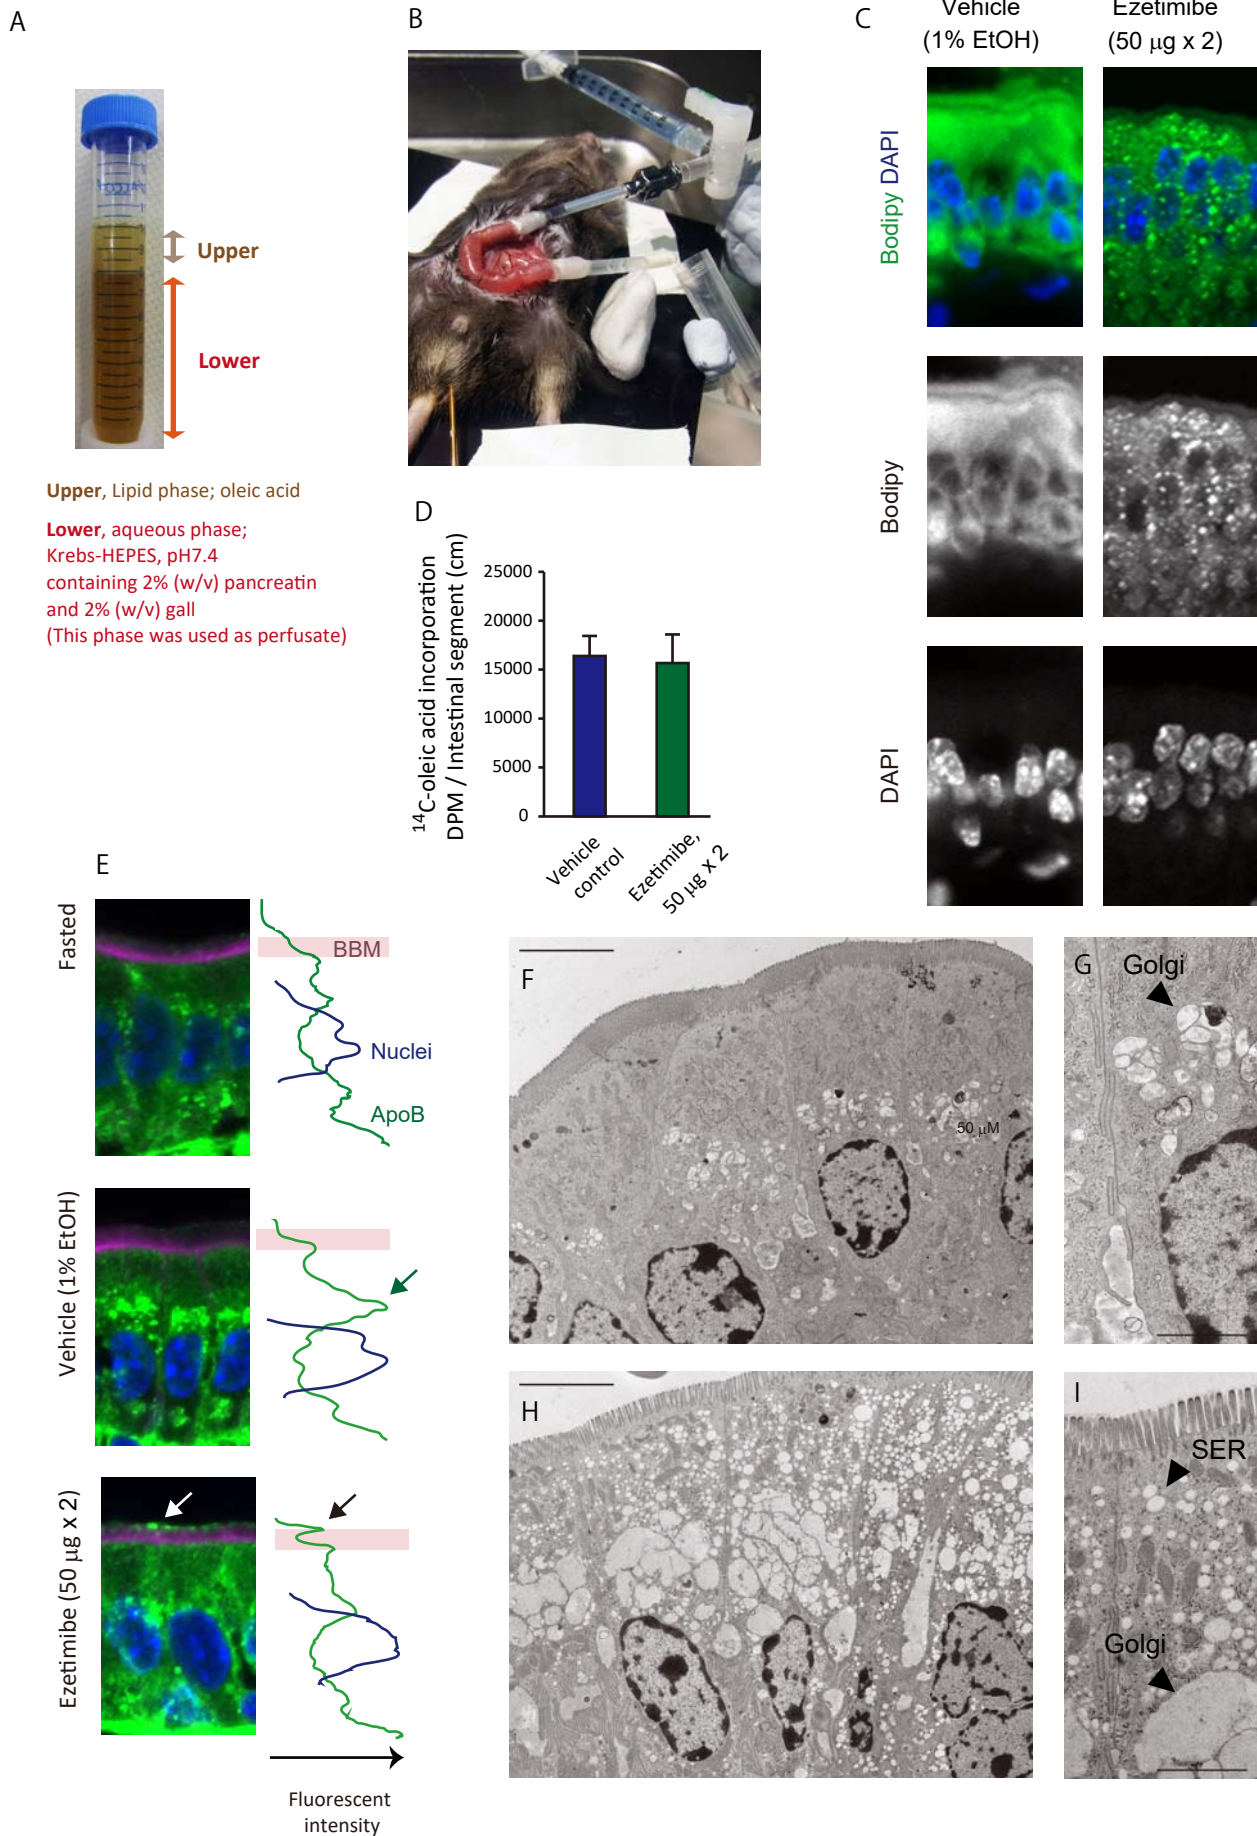 A
Upper
Lower
Upper, Lipid phase; oleic acid
Lower, aqueous phase;
Krebs-HEPES, pH7.4
containing 2% (w/v) pancreatin
and 2% (w/v) gall
(This phase was used as perfusate)
B
C
Vehicle
(1% EtOH)
Ezetimibe
(50 µg x 2)
Bodipy DAPI
Bodipy
DAPI
D
14C-oleic acid incorporation
DPM / Intestinal segment (cm)
25000
20000
15000
10000
5000
0
Vehicle
control
Ezetimibe,
50 µg x 2
E
Fasted
BBM
Nuclei
ApoB
Vehicle (1% EtOH)
Ezetimibe (50 µg x 2)
Fluorescent
intensity
F
50 µM
G
Golgi
H
I
SER
Golgi